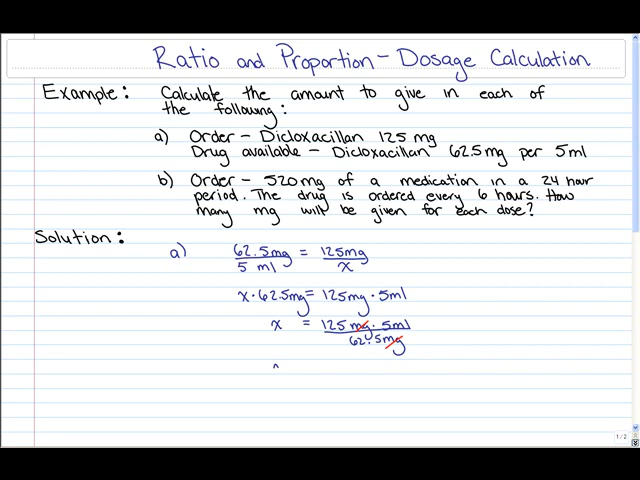 Ratio and Proportion - Dosage Calculation
Example: Calculate the amount to give in each of
the following:
a) Order - Dicloxacillan 125 mg
Drug available - Dicloxacillan 62.5mg per 5ml
b) Order - 520mg of a medication in a 24 hour
period. The drug is ordered every 6 hours. How
many mg will be given for each dose?
Solution:
a) 62.5mg / 5 ml = 125mg / x
x · 62.5mg = 125mg · 5ml
x = 125 mg · 5ml / 62.5mg
1/2